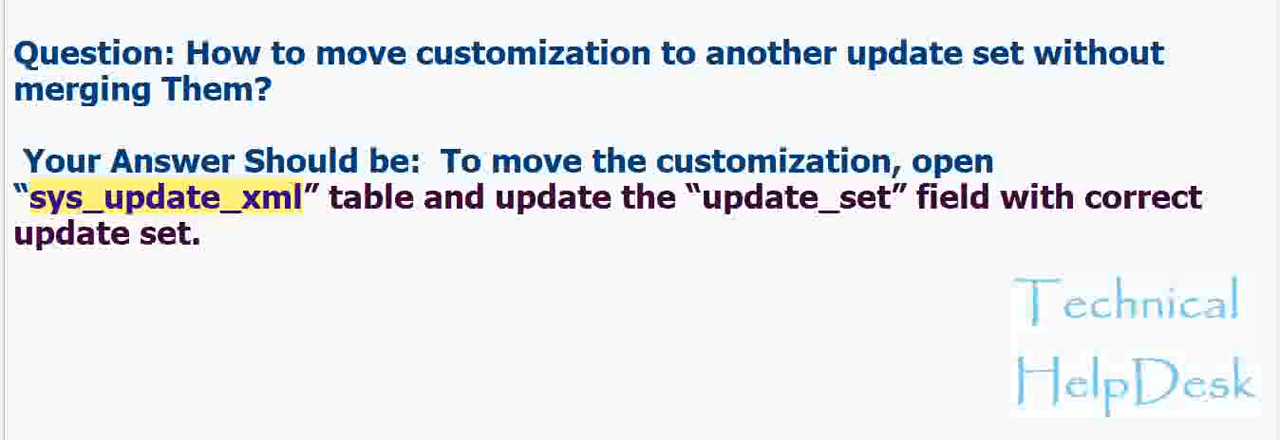 Question: How to move customization to another update set without
merging Them?
Your Answer Should be:  To move the customization, open
“sys_update_xml” table and update the “update_set” field with correct
update set.
Technical
HelpDesk